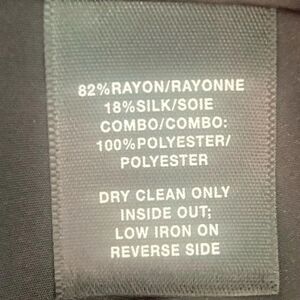 82%RAYON/RAYONNE
18%SILK/SOIE
COMBO/COMBO:
100%POLYESTER/
POLYESTER
DRY CLEAN ONLY
INSIDE OUT;
LOW IRON ON
REVERSE SIDE